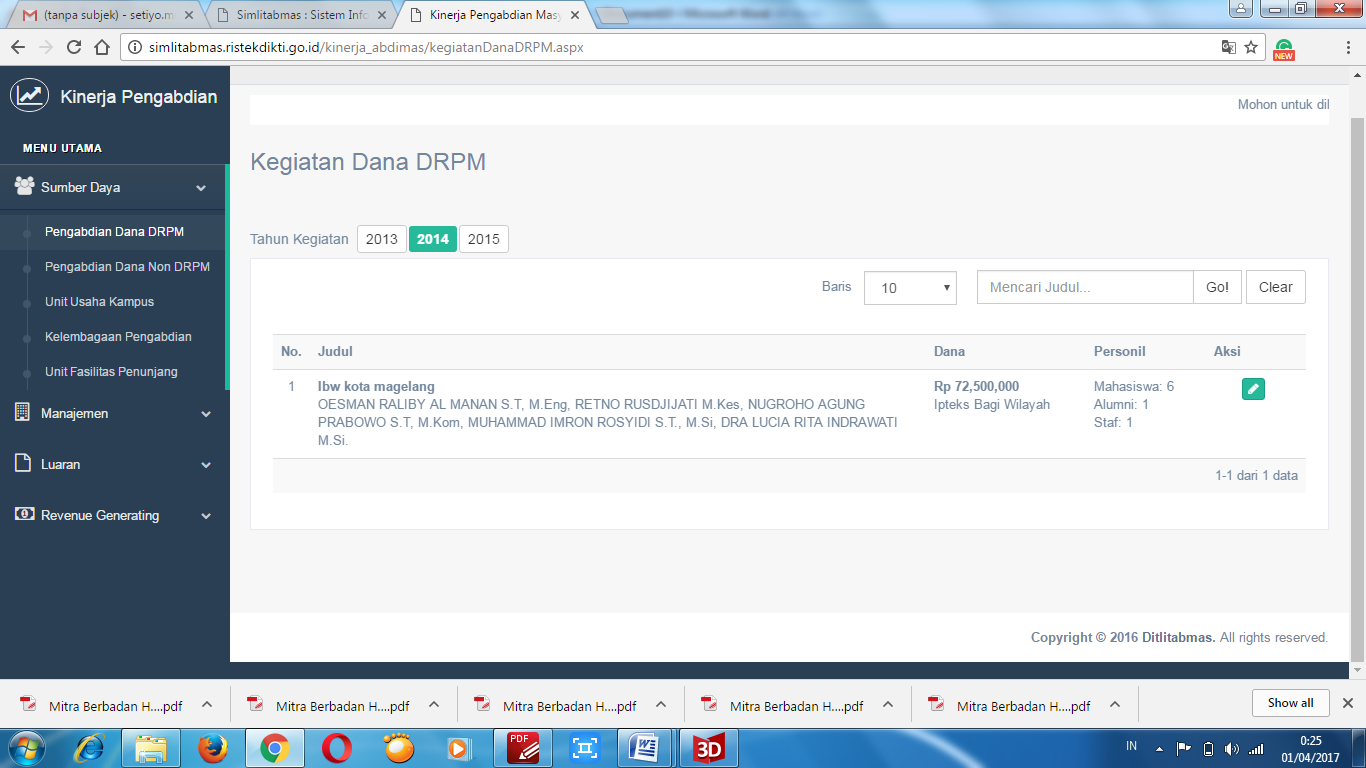 (tanpa subjek) - setiyo.m
Simlitabmas : Sistem Info
Kinerja Pengabdian Masy
simlitabmas.ristekdikti.go.id/kinerja_abdimas/kegiatanDanaDRPM.aspx
NEW
Kinerja Pengabdian
Mohon untuk dil
MENU UTAMA
Kegiatan Dana DRPM
Sumber Daya
Pengabdian Dana DRPM
Pengabdian Dana Non DRPM
Unit Usaha Kampus
Kelembagaan Pengabdian
Unit Fasilitas Penunjang
Manajemen
Luaran
Revenue Generating
Tahun Kegiatan 2013 2014 2015
Baris 10 Mencari Judul... Go! Clear
No. Judul Dana Personil Aksi
1 Ibw kota magelang Rp 72,500,000 Mahasiswa: 6
OESMAN RALIBY AL MANAN S.T, M.Eng, RETNO RUSDJIJATI M.Kes, NUGROHO AGUNG Ipteks Bagi Wilayah Alumni: 1
PRABOWO S.T, M.Kom, MUHAMMAD IMRON ROSYIDI S.T., M.Si, DRA LUCIA RITA INDRAWATI Staf: 1
M.Si.
1-1 dari 1 data
Copyright © 2016 Ditlitabmas. All rights reserved.
Mitra Berbadan H....pdf
Mitra Berbadan H....pdf
Mitra Berbadan H....pdf
Mitra Berbadan H....pdf
Mitra Berbadan H....pdf
Show all
PDF
3D
IN
0:25
01/04/2017